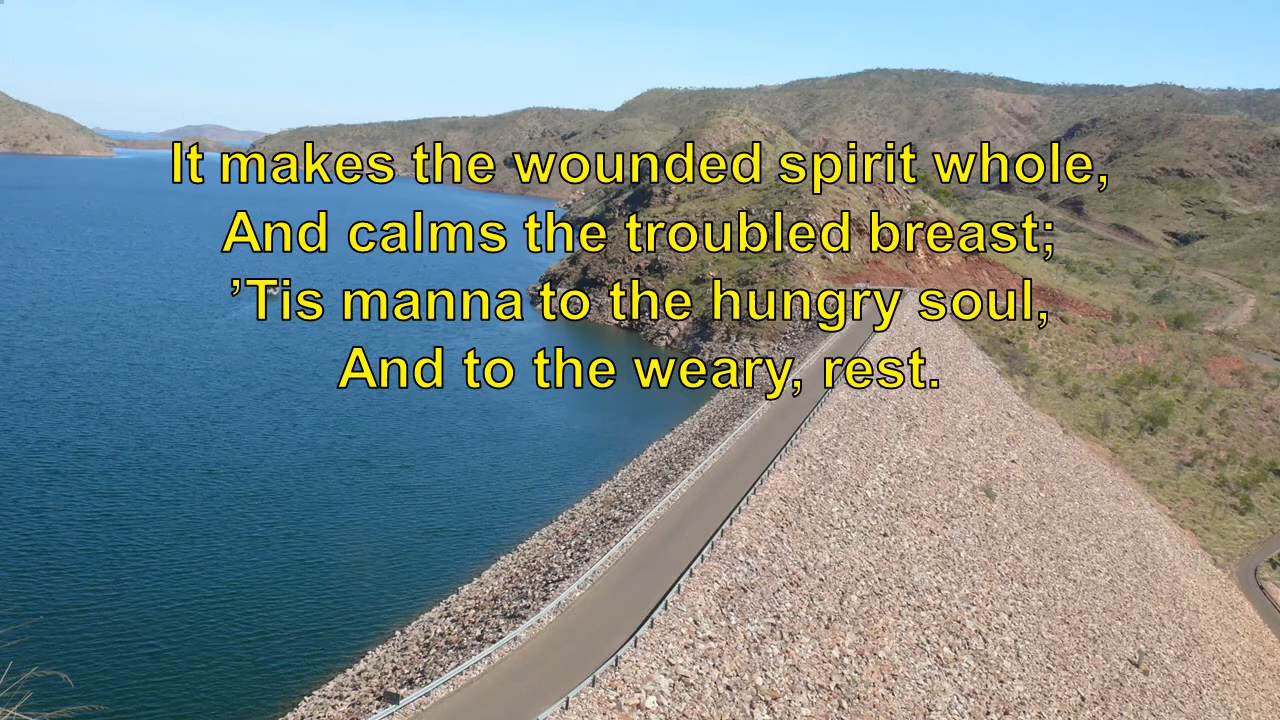 It makes the wounded spirit whole,
And calms the troubled breast;
’Tis manna to the hungry soul,
And to the weary, rest.